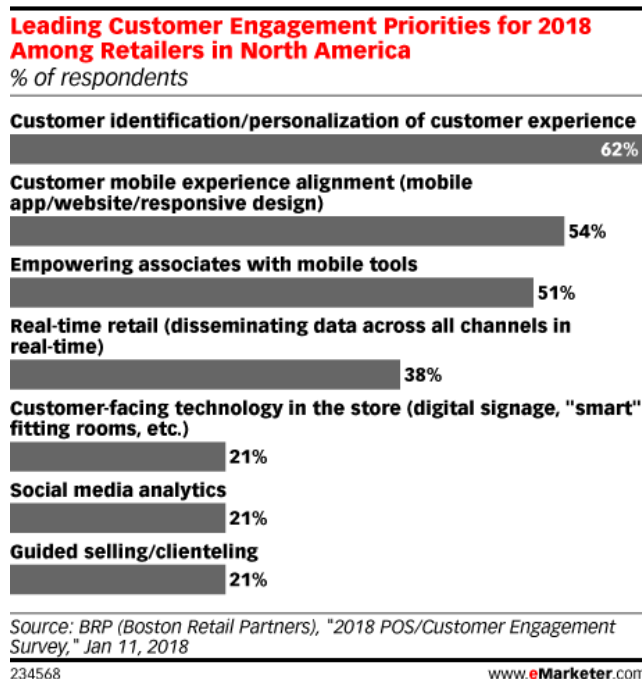 Leading Customer Engagement Priorities for 2018
Among Retailers in North America
% of respondents
Customer identification/personalization of customer experience
62%
Customer mobile experience alignment (mobile
app/website/responsive design)
54%
Empowering associates with mobile tools
51%
Real-time retail (disseminating data across all channels in
real-time)
38%
Customer-facing technology in the store (digital signage, "smart"
fitting rooms, etc.)
21%
Social media analytics
21%
Guided selling/clienteling
21%
Source: BRP (Boston Retail Partners), "2018 POS/Customer Engagement
Survey," Jan 11, 2018
234568 www.eMarketer.com